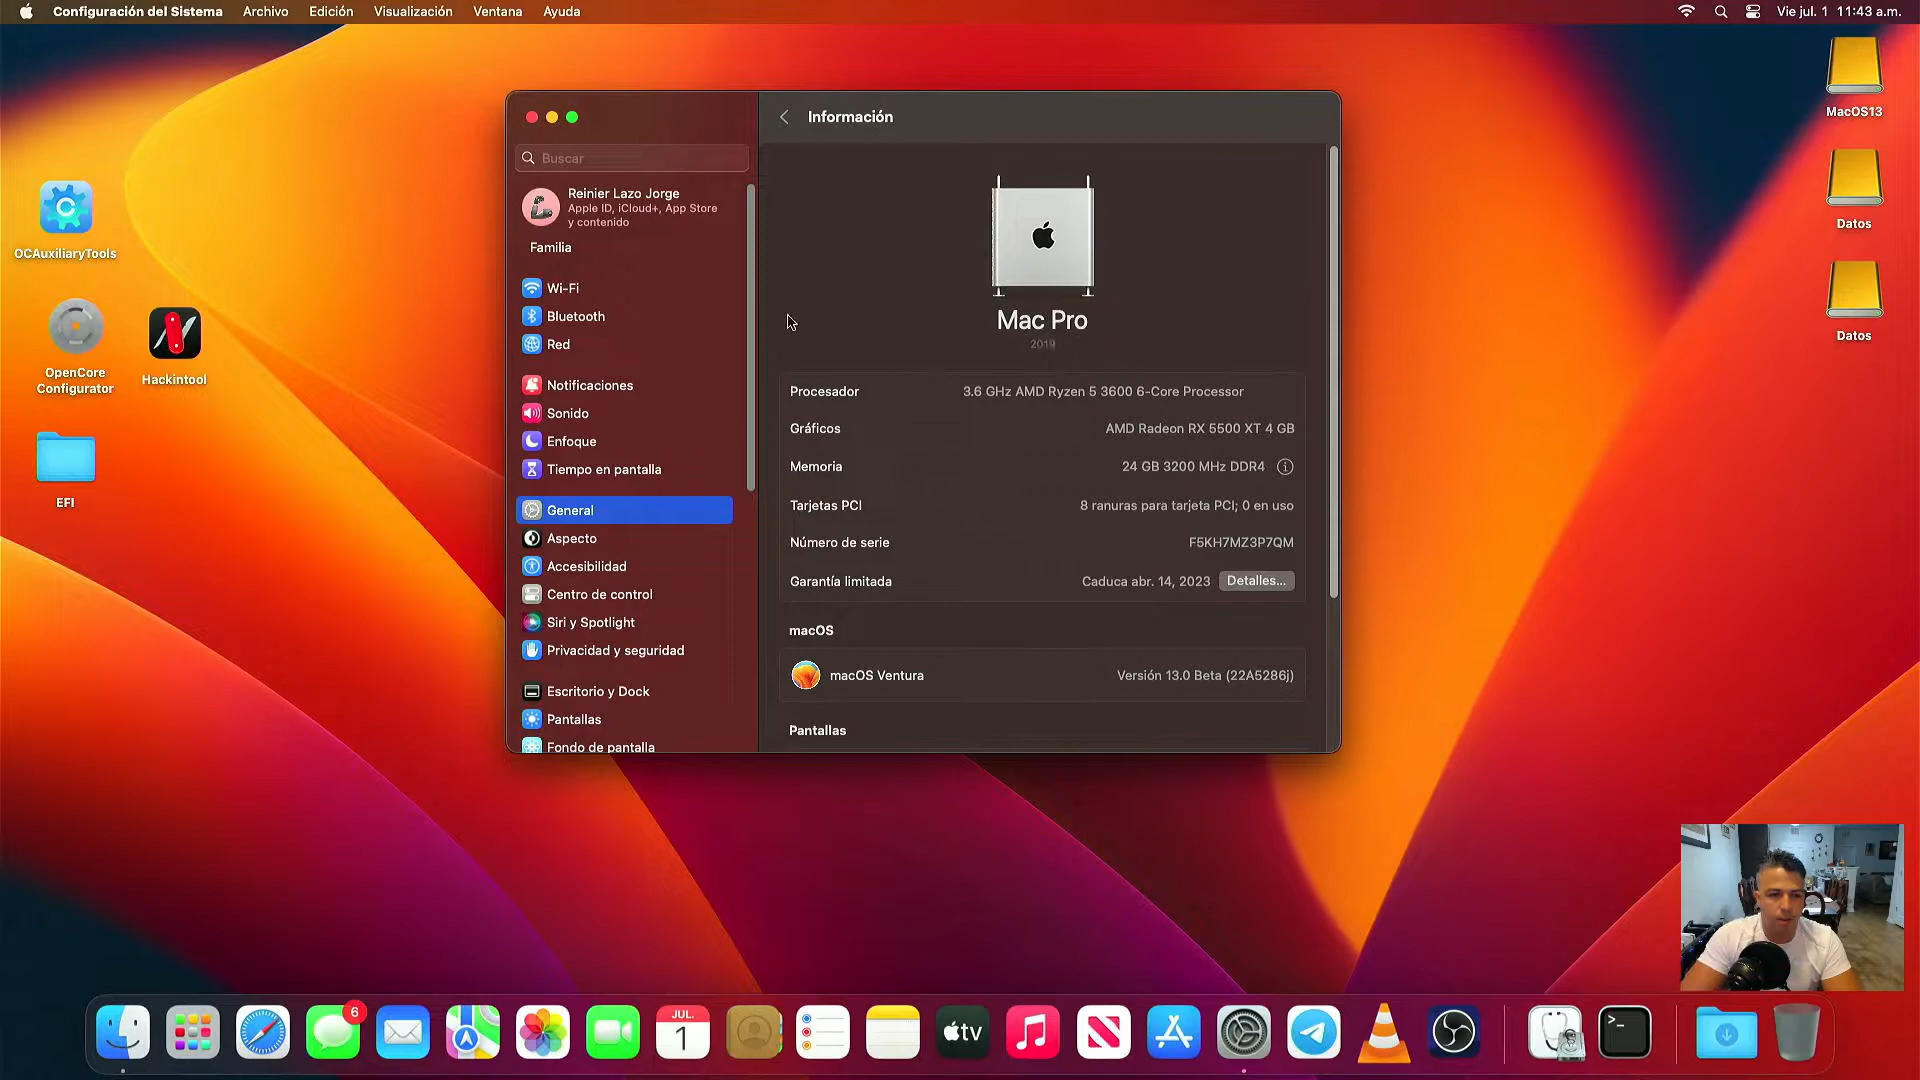 Configuración del Sistema Archivo Edición Visualización Ventana Ayuda
Vie jul. 1 11:43 a.m.
MacOS13
Datos
Datos
OCAuxiliaryTools
OpenCore
Configurator
Hackintool
EFI
Buscar
Reinier Lazo Jorge
Apple ID, iCloud+, App Store
y contenido
Familia
Wi-Fi
Bluetooth
Red
Notificaciones
Sonido
Enfoque
Tiempo en pantalla
General
Aspecto
Accesibilidad
Centro de control
Siri y Spotlight
Privacidad y seguridad
Escritorio y Dock
Pantallas
Fondo de pantalla
Información
Mac Pro
2019
Procesador 3.6 GHz AMD Ryzen 5 3600 6-Core Processor
Gráficos AMD Radeon RX 5500 XT 4 GB
Memoria 24 GB 3200 MHz DDR4
Tarjetas PCI 8 ranuras para tarjeta PCI; 0 en uso
Número de serie F5KH7MZ3P7QM
Garantía limitada Caduca abr. 14, 2023 Detalles...
macOS
macOS Ventura Versión 13.0 Beta (22A5286j)
Pantallas
6
JUL.
1
tv
>_